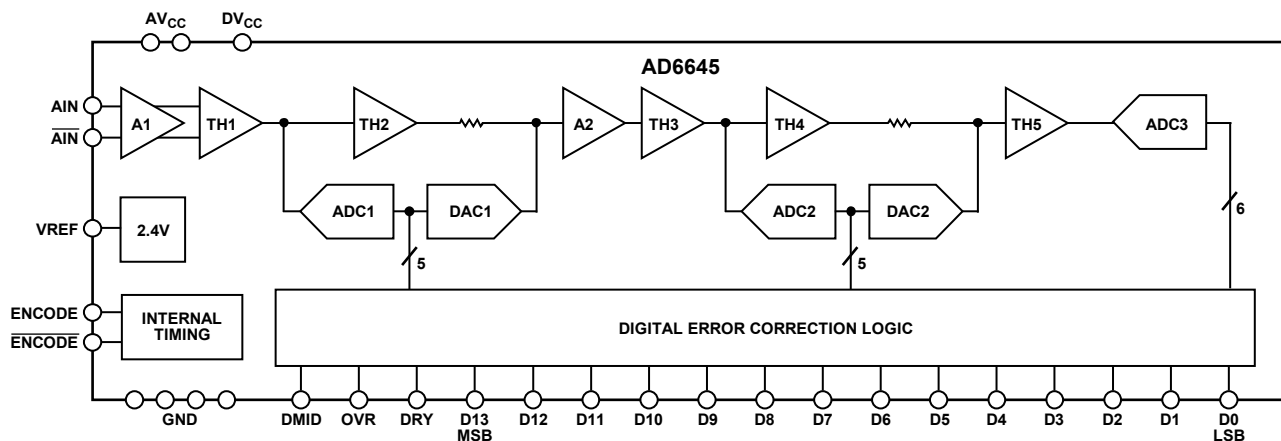 AVCC DVCC
AD6645
AIN
AIN
A1 TH1 TH2 A2 TH3 TH4 TH5 ADC3
ADC1 DAC1 ADC2 DAC2
VREF 2.4V
5 5 6
ENCODE
ENCODE
INTERNAL
TIMING
DIGITAL ERROR CORRECTION LOGIC
GND DMID OVR DRY D13 D12 D11 D10 D9 D8 D7 D6 D5 D4 D3 D2 D1 D0
MSB LSB